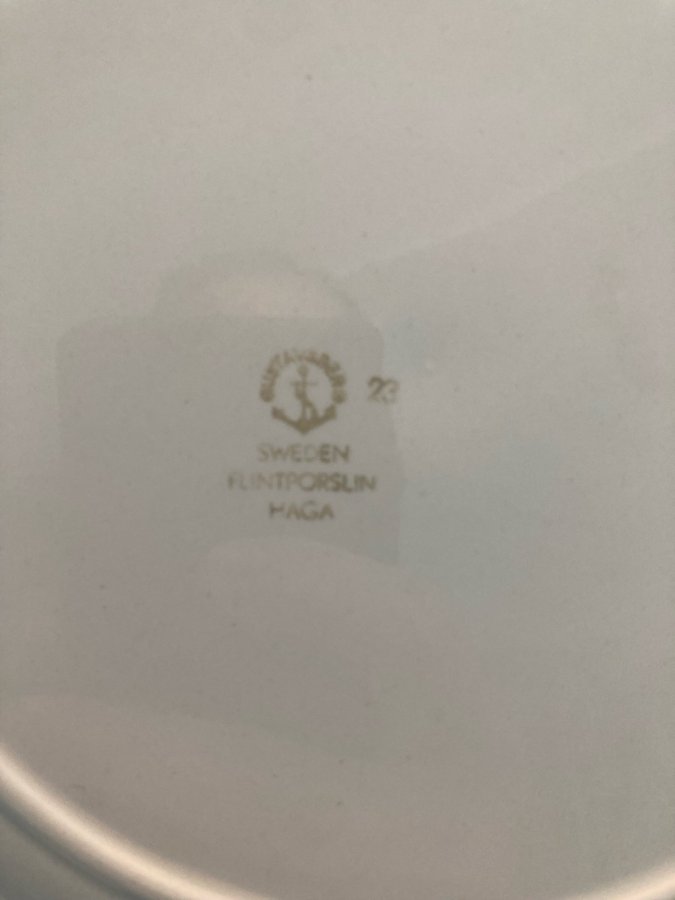 GUSTAVSBERG
23
SWEDEN
FLINTPORSLIN
HAGA